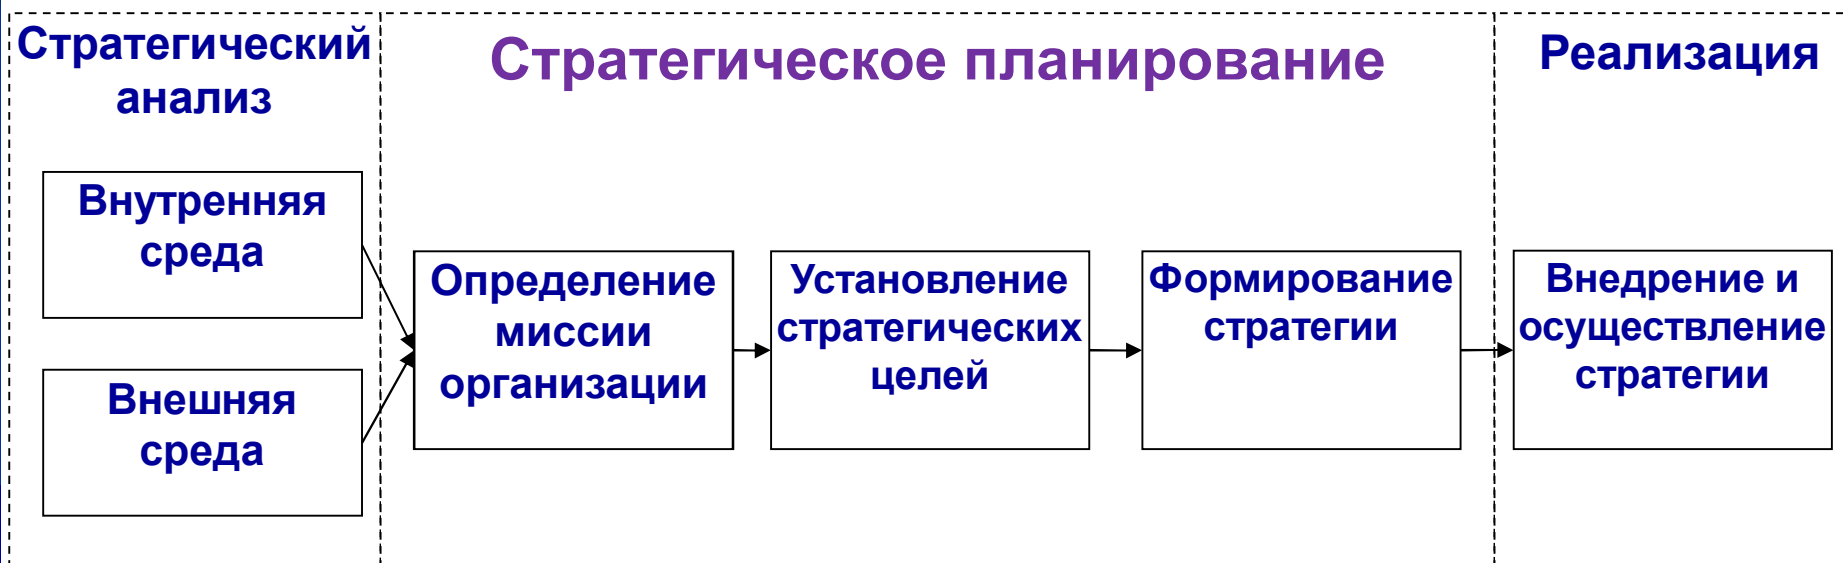 Стратегический
анализ
Стратегическое планирование
Реализация
Внутренняя
среда
Внешняя
среда
Определение
миссии
организации
Установление
стратегических
целей
Формирование
стратегии
Внедрение и
осуществление
стратегии